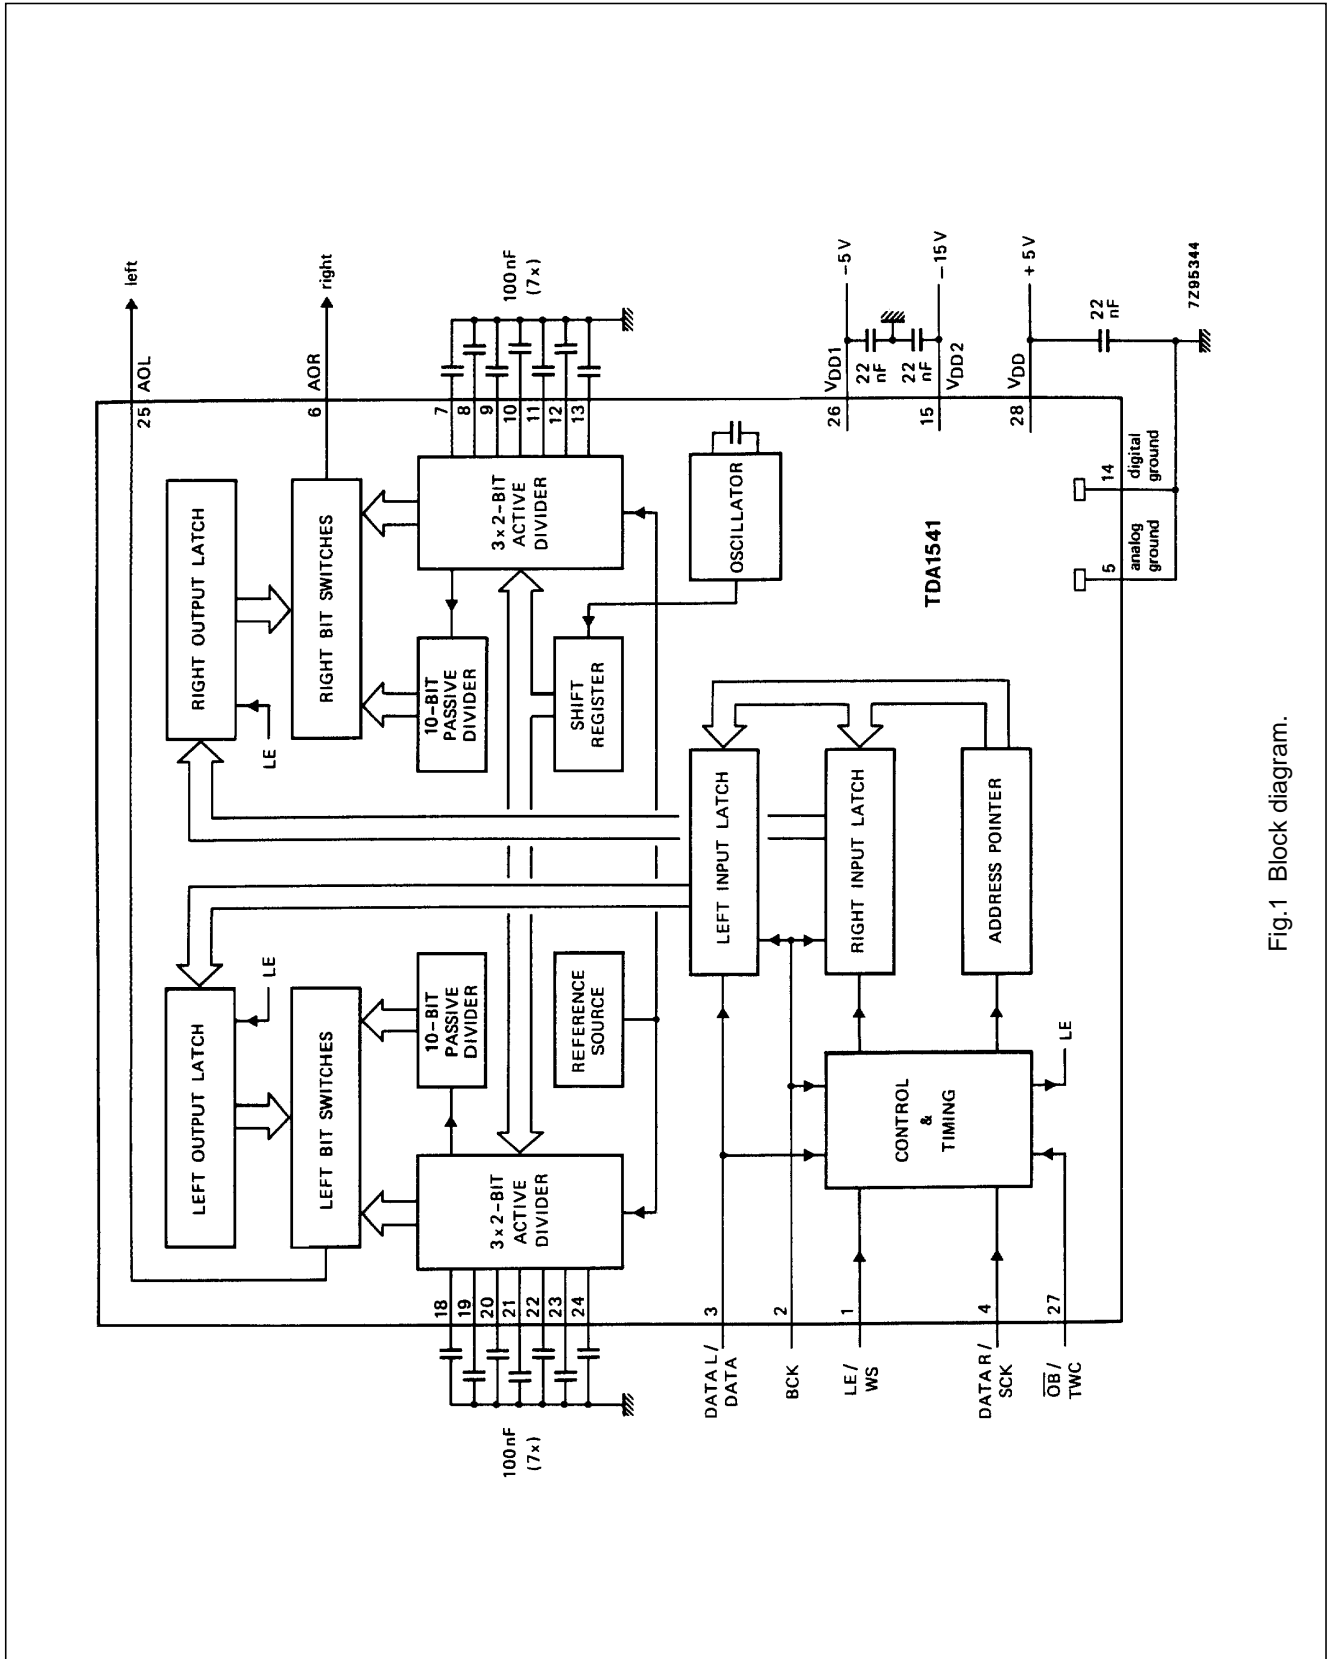 25 AOL
left
6
AOR
right
RIGHT OUTPUT LATCH
LE
RIGHT BIT SWITCHES
LEFT OUTPUT LATCH
LE
LEFT BIT SWITCHES
10-BIT
PASSIVE
DIVIDER
3 x 2-BIT
ACTIVE
DIVIDER
7
8
9
10
11
12
13
100nF
(7x)
10-BIT
PASSIVE
DIVIDER
3 x 2-BIT
ACTIVE
DIVIDER
18
19
20
21
22
23
24
100nF
(7x)
REFERENCE
SOURCE
SHIFT
REGISTER
OSCILLATOR
TDA1541
LEFT INPUT LATCH
RIGHT INPUT LATCH
ADDRESS POINTER
CONTROL
&
TIMING
LE
DATA L/
DATA
3
BCK
2
LE/
WS
1
DATA R/
SCK
4
OB/
TWC
27
26
VDD1
-5V
22
nF
22
nF
15
VDD2
-15V
28
VDD
+5V
22
nF
5
analog
ground
14
digital
ground
7Z95344
Fig.1 Block diagram.